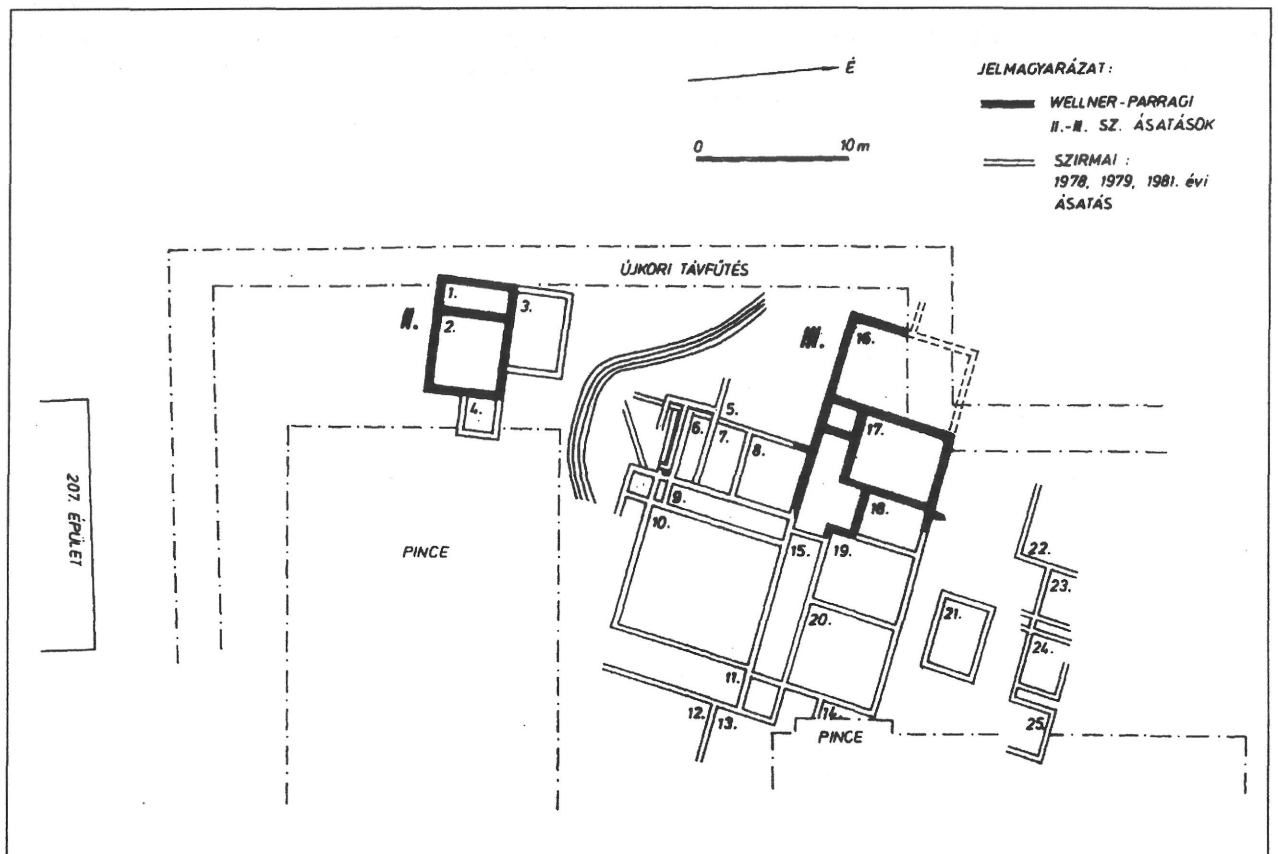 É
0 10 m
JELMAGYARÁZAT:
WELLNER-PARRAGI
II.-III. SZ. ÁSATÁSOK
SZIRMAI:
1978, 1979, 1981. évi
ÁSATÁS
ÚJKORI TÁVFŰTÉS
II.
1.
2.
3.
4.
III.
16.
5.
6.
7.
8.
17.
18.
9.
10.
15.
19.
20.
21.
22.
23.
24.
25.
11.
12.
13.
14.
207. ÉPÜLET
PINCE
PINCE